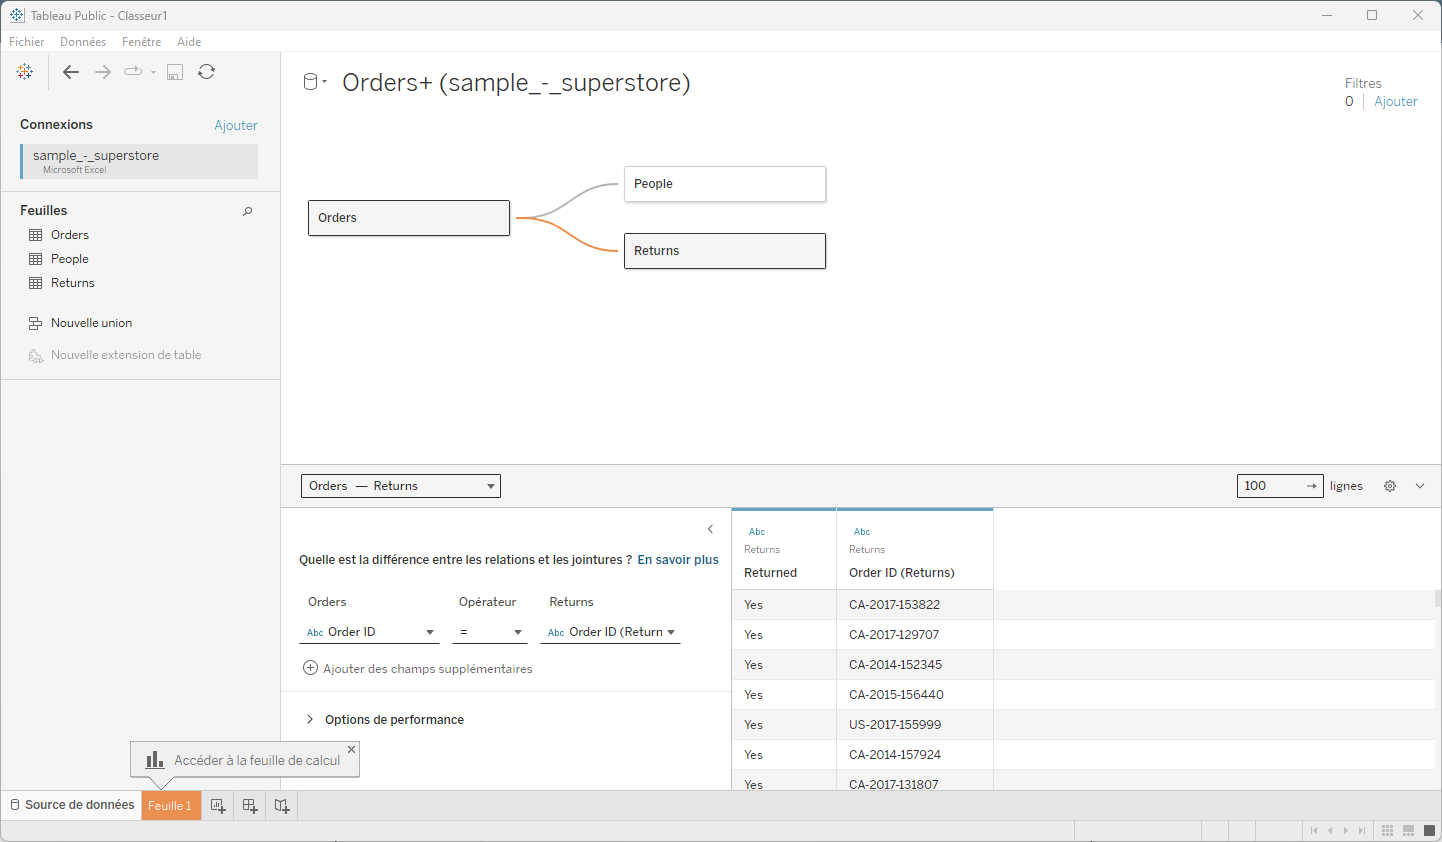 Tableau Public - Classeur1
Fichier Données Fenêtre Aide
Orders+ (sample_-_superstore)
Filtres
0 Ajouter
Connexions Ajouter
sample_-_superstore
Microsoft Excel
Feuilles
Orders
People
Returns
Nouvelle union
Nouvelle extension de table
Orders
People
Returns
Orders — Returns
100 → lignes
Quelle est la différence entre les relations et les jointures ? En savoir plus
Orders Opérateur Returns
Abc Order ID = Abc Order ID (Return
Ajouter des champs supplémentaires
Options de performance
Abc Abc
Returns Returns
Returned Order ID (Returns)
Yes CA-2017-153822
Yes CA-2017-129707
Yes CA-2014-152345
Yes CA-2015-156440
Yes US-2017-155999
Yes CA-2014-157924
Yes CA-2017-131807
Accéder à la feuille de calcul
Source de données Feuille 1